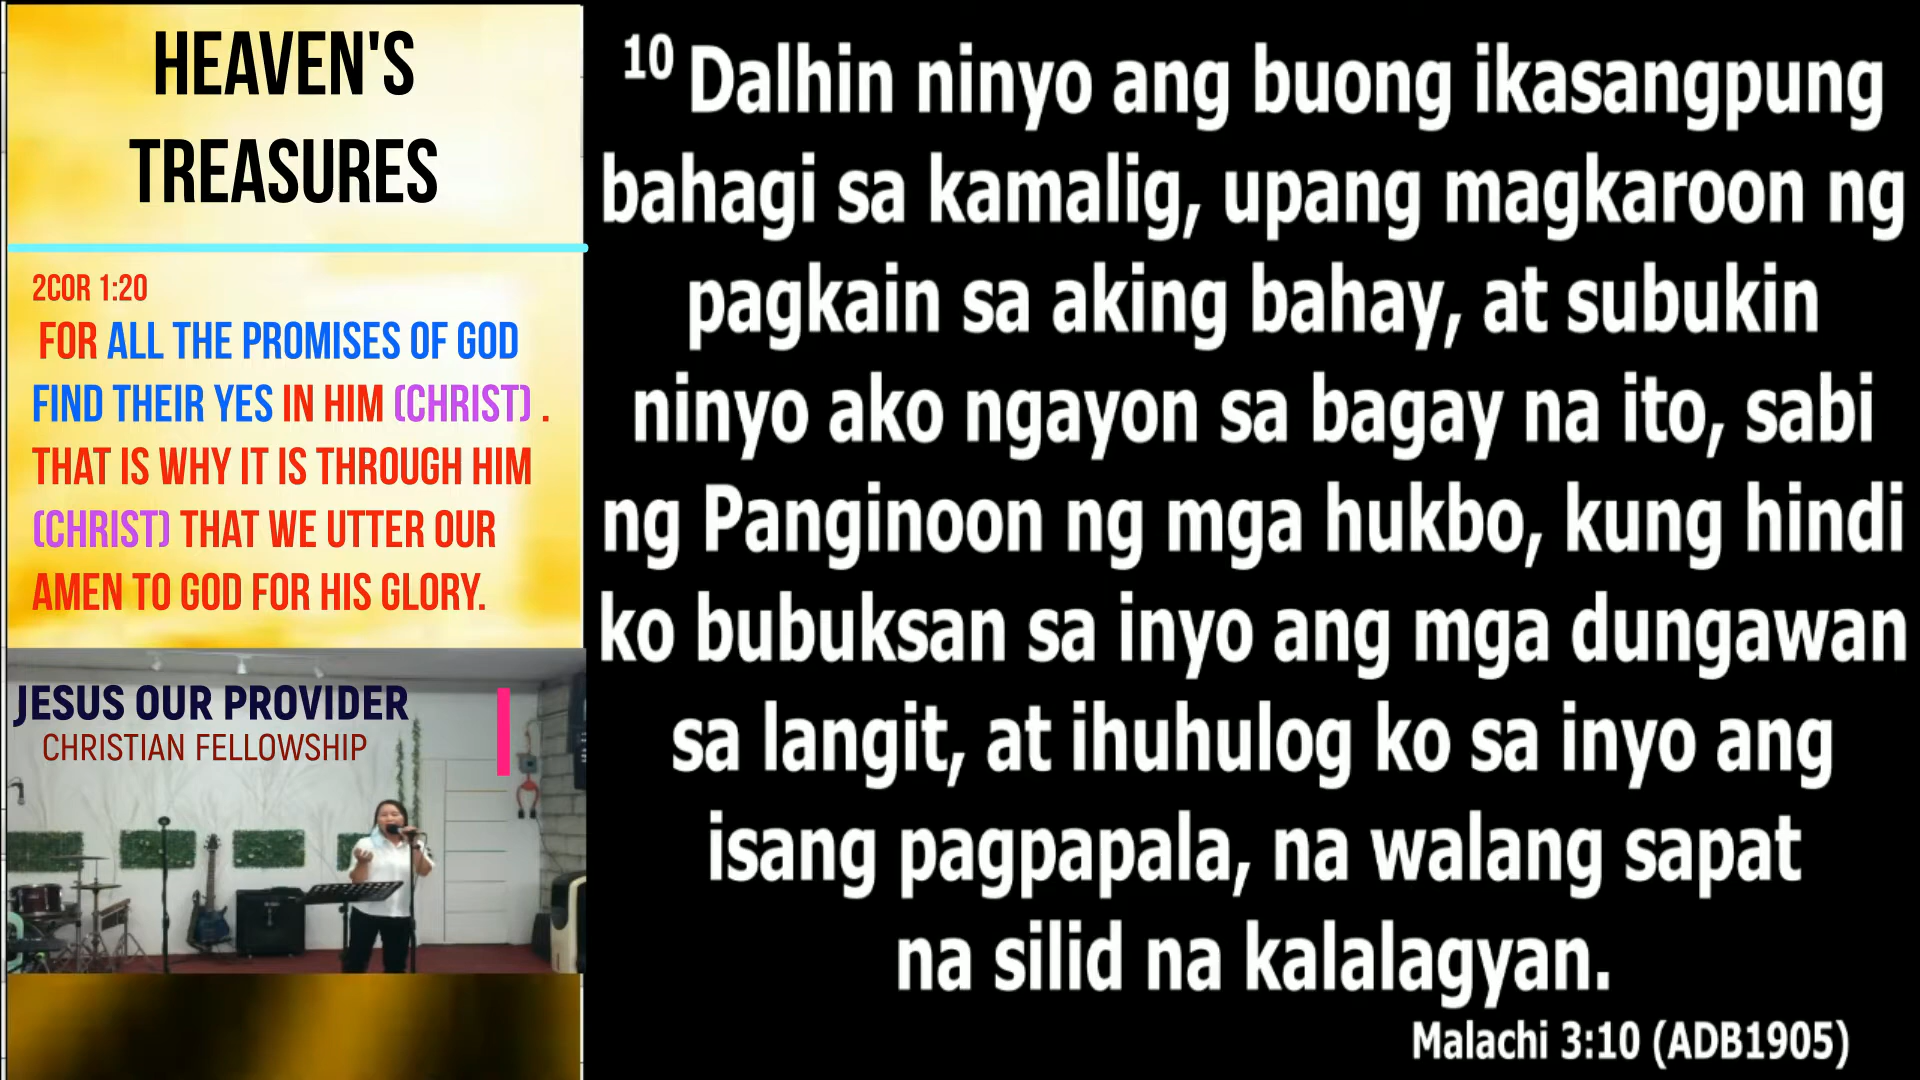 HEAVEN'S
TREASURES
2COR 1:20
FOR ALL THE PROMISES OF GOD
FIND THEIR YES IN HIM (CHRIST) .
THAT IS WHY IT IS THROUGH HIM
(CHRIST) THAT WE UTTER OUR
AMEN TO GOD FOR HIS GLORY.
JESUS OUR PROVIDER
CHRISTIAN FELLOWSHIP
10 Dalhin ninyo ang buong ikasangpung
bahagi sa kamalig, upang magkaroon ng
pagkain sa aking bahay, at subukin
ninyo ako ngayon sa bagay na ito, sabi
ng Panginoon ng mga hukbo, kung hindi
ko bubuksan sa inyo ang mga dungawan
sa langit, at ihuhulog ko sa inyo ang
isang pagpapala, na walang sapat
na silid na kalalagyan.
Malachi 3:10 (ADB1905)